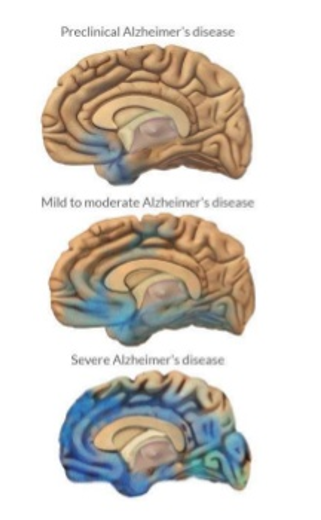 Preclinical Alzheimer's disease
Mild to moderate Alzheimer's disease
Severe Alzheimer's disease